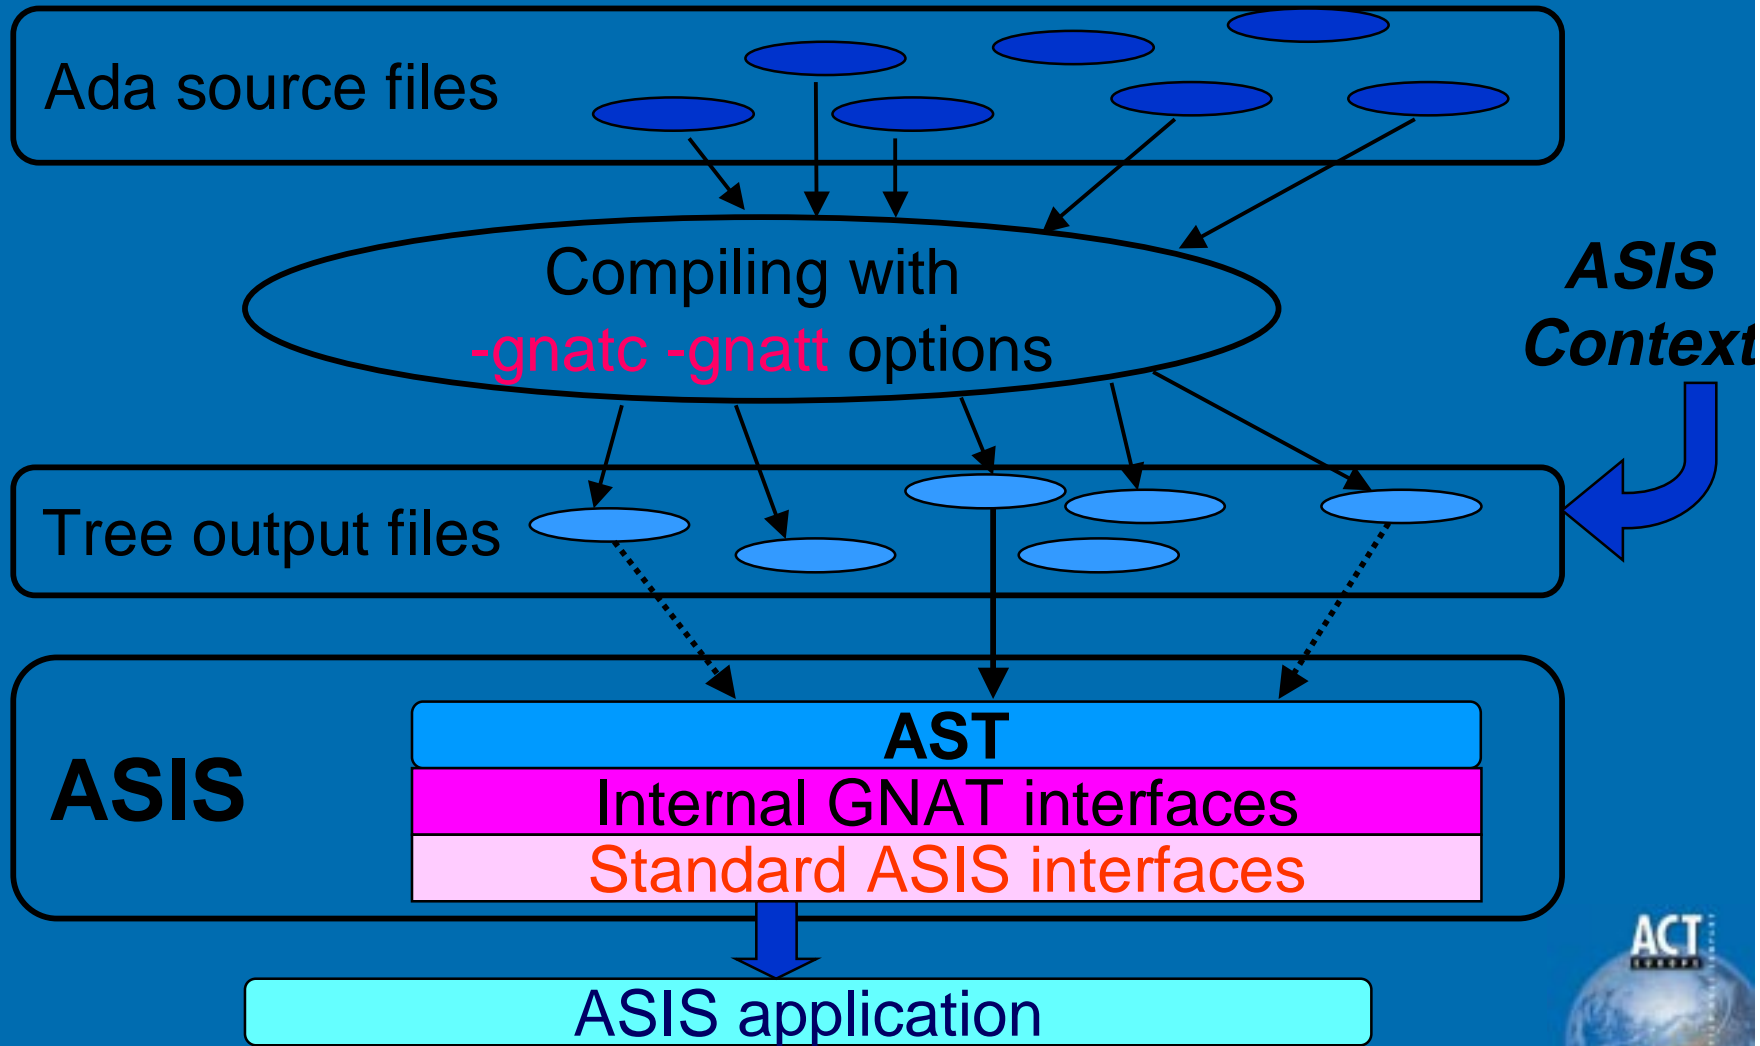 Ada source files
Compiling with
-gnatc -gnatt options
ASIS
Context
Tree output files
AST
ASIS
Internal GNAT interfaces
Standard ASIS interfaces
ACT
EUROPE
ASIS application